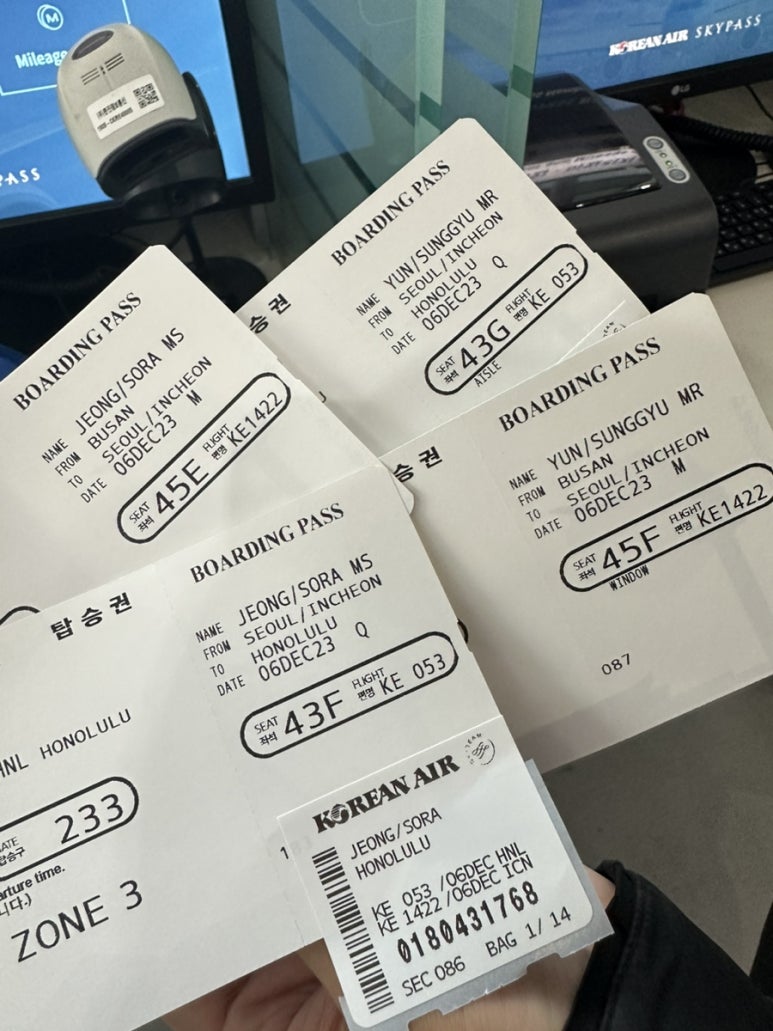 Mileage
KOREAN AIR SKYPASS
BOARDING PASS
NAME YUN/SUNGGYU MR
FROM SEOUL/INCHEON
TO HONOLULU
DATE 06DEC23 Q
SEAT 좌석 43G FLIGHT 편명 KE 053
AISLE
승권
BOARDING PASS
NAME JEONG/SORA MS
FROM BUSAN
TO SEOUL/INCHEON
DATE 06DEC23 M
SEAT 좌석 45E FLIGHT 편명 KE1422
BOARDING PASS
NAME YUN/SUNGGYU MR
FROM BUSAN
TO SEOUL/INCHEON
DATE 06DEC23 M
SEAT 좌석 45F FLIGHT 편명 KE1422
WINDOW
087
승권
탑승권
BOARDING PASS
NAME JEONG/SORA MS
FROM SEOUL/INCHEON
TO HONOLULU
DATE 06DEC23 Q
SEAT 좌석 43F FLIGHT 편명 KE 053
HNL HONOLULU
233
arture time.
니다.)
ZONE 3
KOREAN AIR
JEONG/SORA
HONOLULU
KE 053 /06DEC HNL
KE 1422 /06DEC ICN
0180431768
SEC 086 BAG 1/ 14